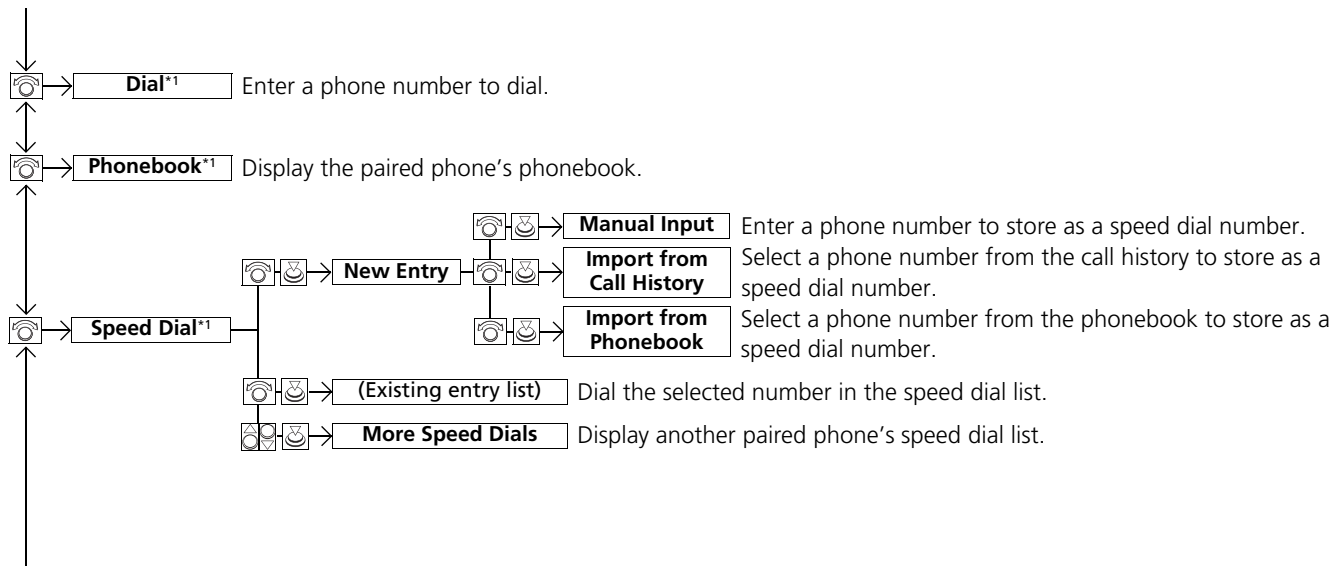 Dial*1 Enter a phone number to dial.
Phonebook*1 Display the paired phone's phonebook.
Manual Input Enter a phone number to store as a speed dial number.
New Entry
Import from
Call History
Select a phone number from the call history to store as a
speed dial number.
Speed Dial*1
Import from
Phonebook
Select a phone number from the phonebook to store as a
speed dial number.
(Existing entry list) Dial the selected number in the speed dial list.
More Speed Dials Display another paired phone's speed dial list.